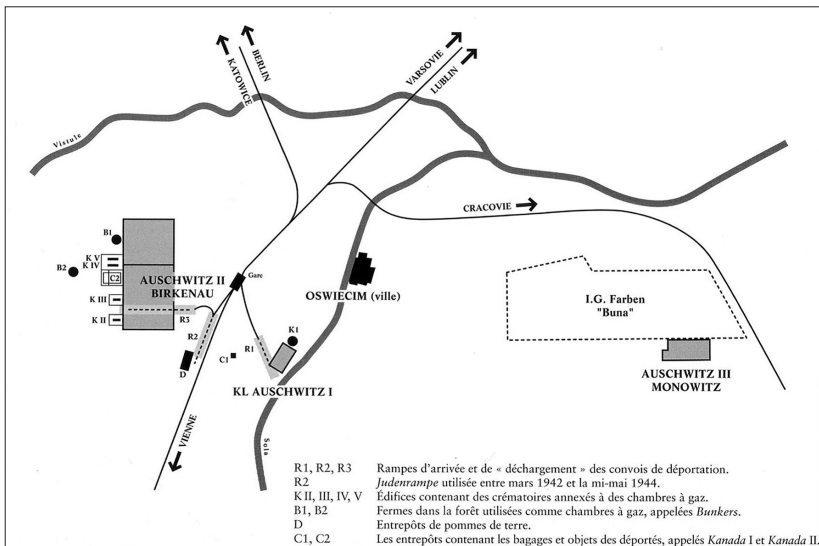 BERLIN
KATOWICE
VARSOVIE
LUBLIN
Vistule
CRACOVIE
B1
K V
K IV
B2
C2
AUSCHWITZ II
BIRKENAU
Gare
OSWIECIM (ville)
I.G. Farben
"Buna"
K III
K II
R3
R2
R1
K1
D
C1
KL AUSCHWITZ I
AUSCHWITZ III
MONOWITZ
VIENNE
Sola
R1, R2, R3 Rampes d'arrivée et de « déchargement » des convois de déportation.
R2 Judenrampe utilisée entre mars 1942 et la mi-mai 1944.
K II, III, IV, V Édifices contenant des crématoires annexés à des chambres à gaz.
B1, B2 Fermes dans la forêt utilisées comme chambres à gaz, appelées Bunkers.
D Entrepôts de pommes de terre.
C1, C2 Les entrepôts contenant les bagages et objets des déportés, appelés Kanada I et Kanada II.